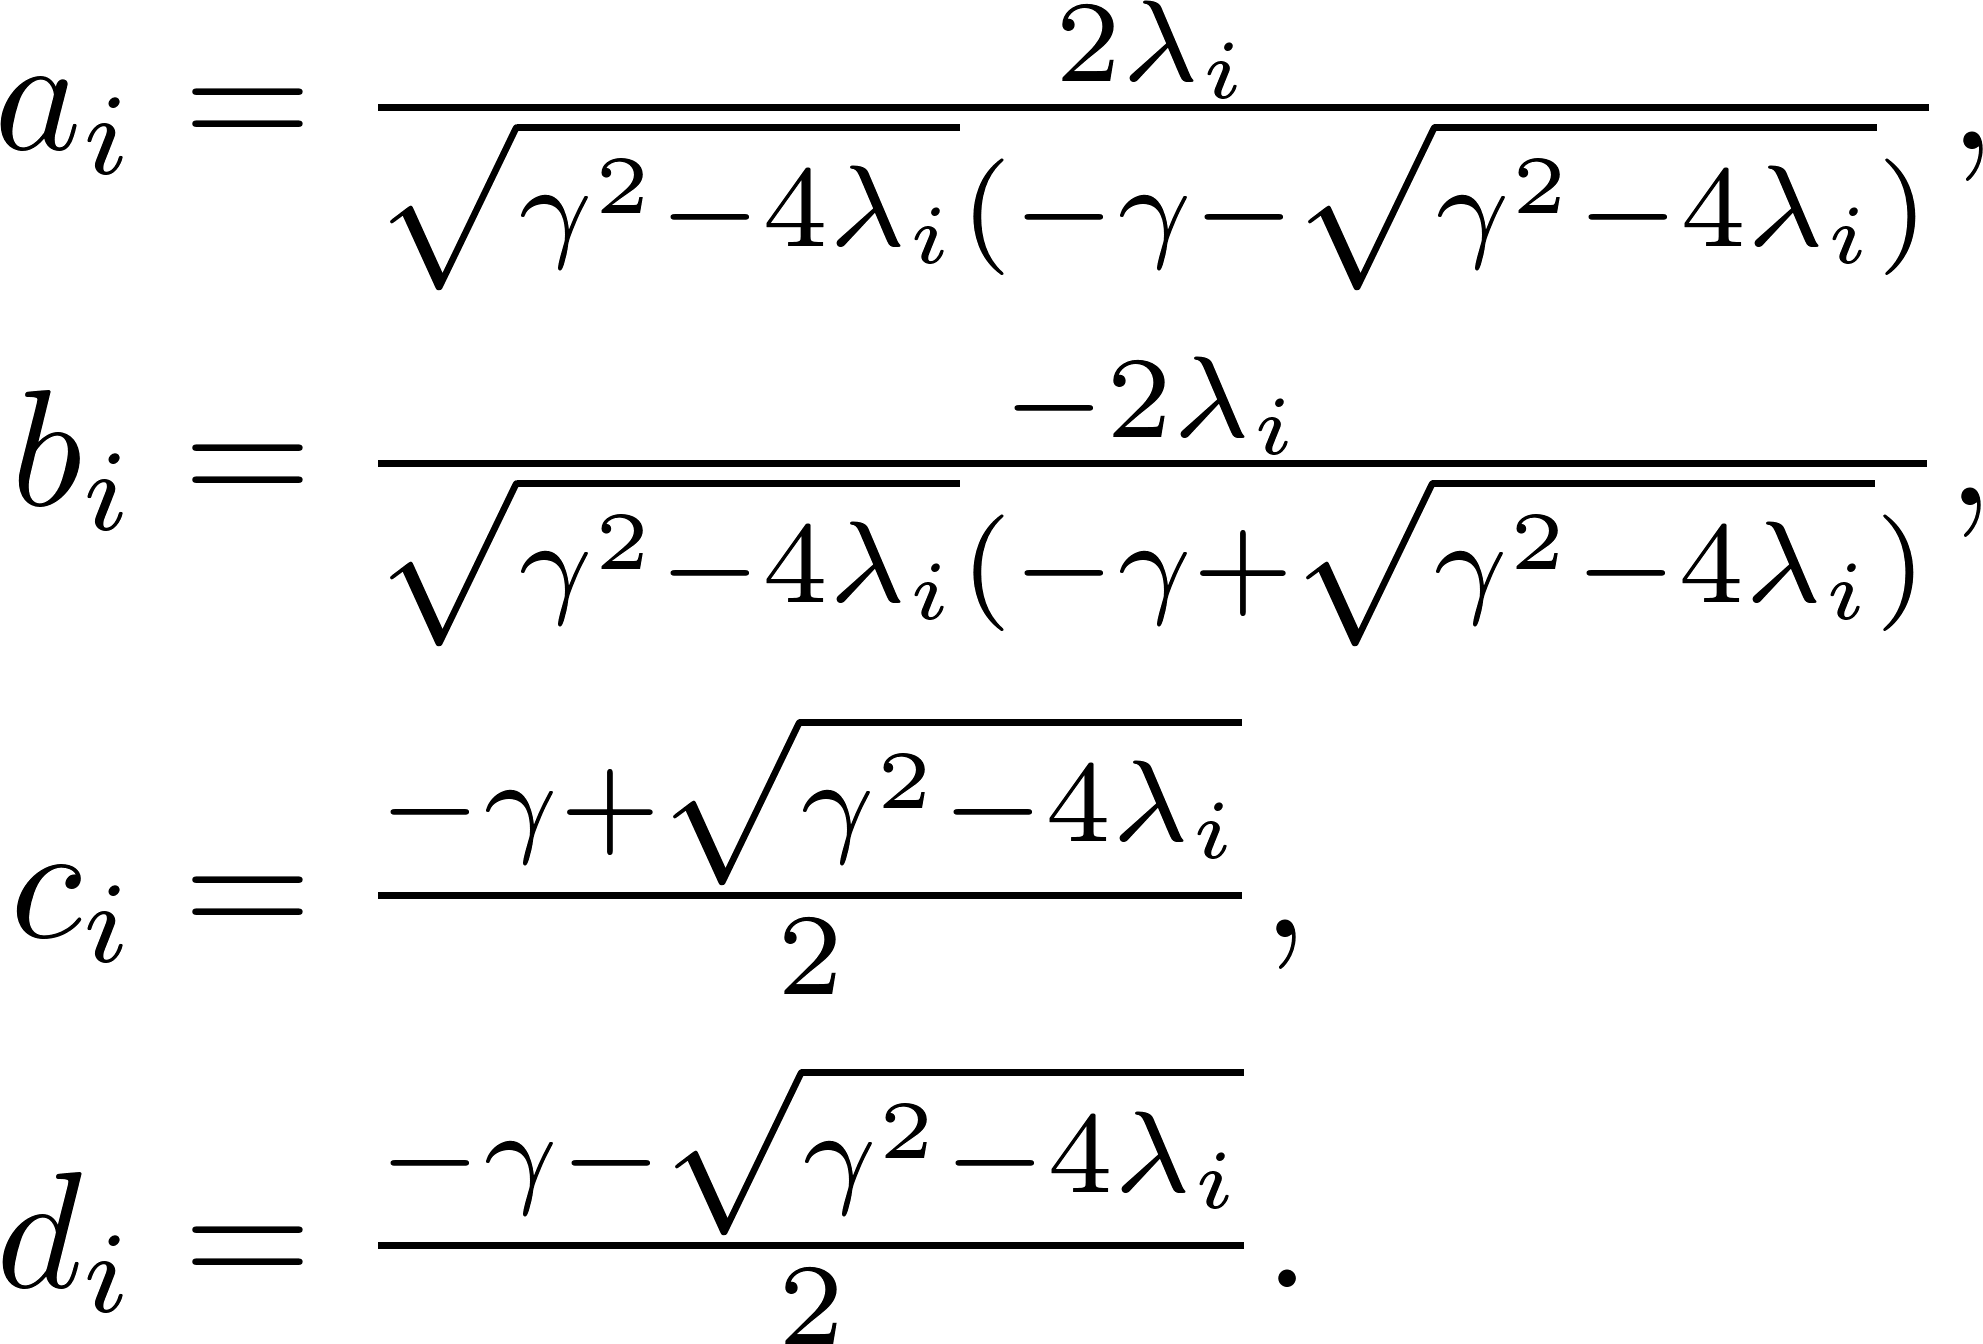 a_i = \frac{2\lambda_i}{\sqrt{\gamma^2-4\lambda_i}(-\gamma-\sqrt{\gamma^2-4\lambda_i})},
b_i = \frac{-2\lambda_i}{\sqrt{\gamma^2-4\lambda_i}(-\gamma+\sqrt{\gamma^2-4\lambda_i})},
c_i = \frac{-\gamma+\sqrt{\gamma^2-4\lambda_i}}{2},
d_i = \frac{-\gamma-\sqrt{\gamma^2-4\lambda_i}}{2}.